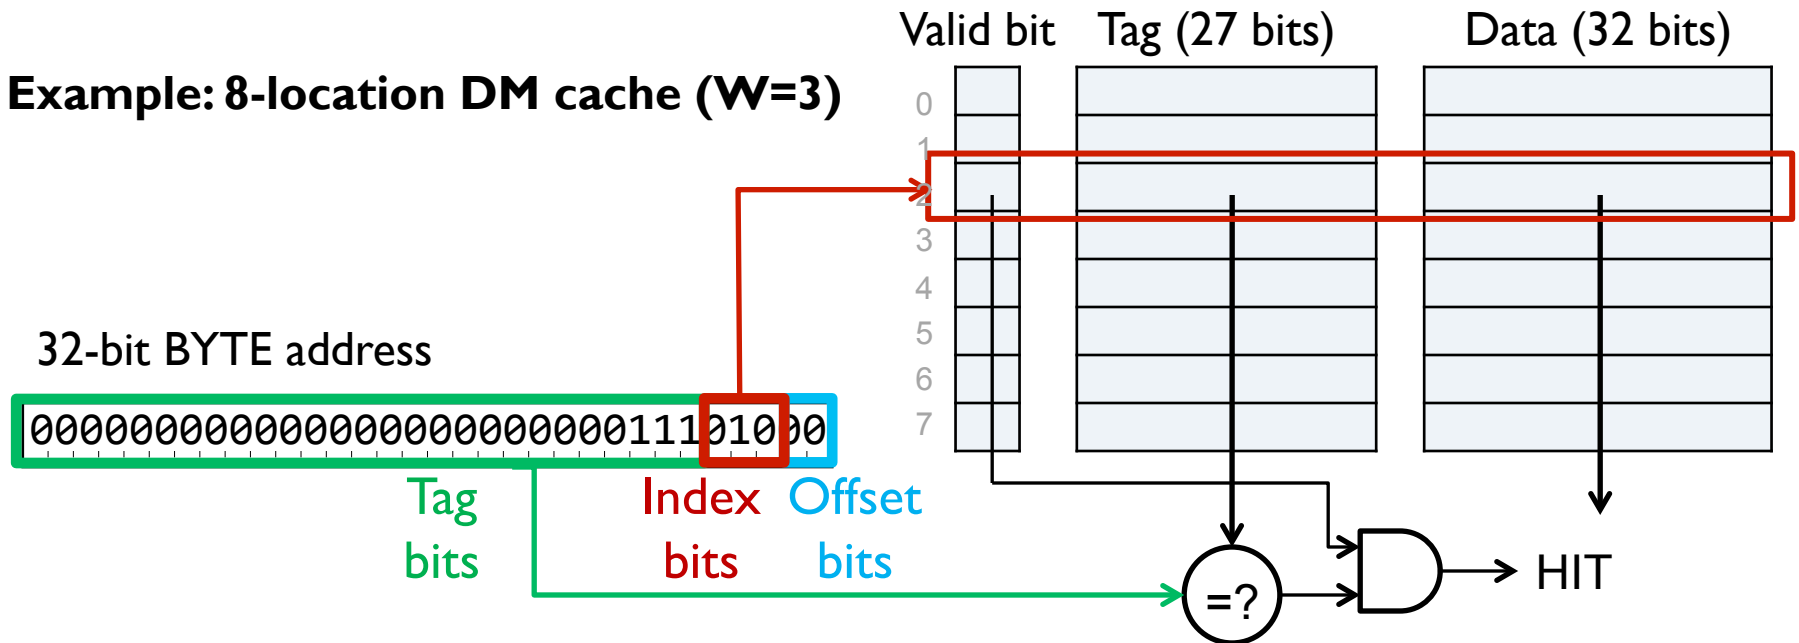 Valid bit Tag (27 bits) Data (32 bits)
Example: 8-location DM cache (W=3)
0
1
2
3
4
5
6
7
32-bit BYTE address
00000000000000000000000011101000
Tag bits
Index bits
Offset bits
=?
HIT